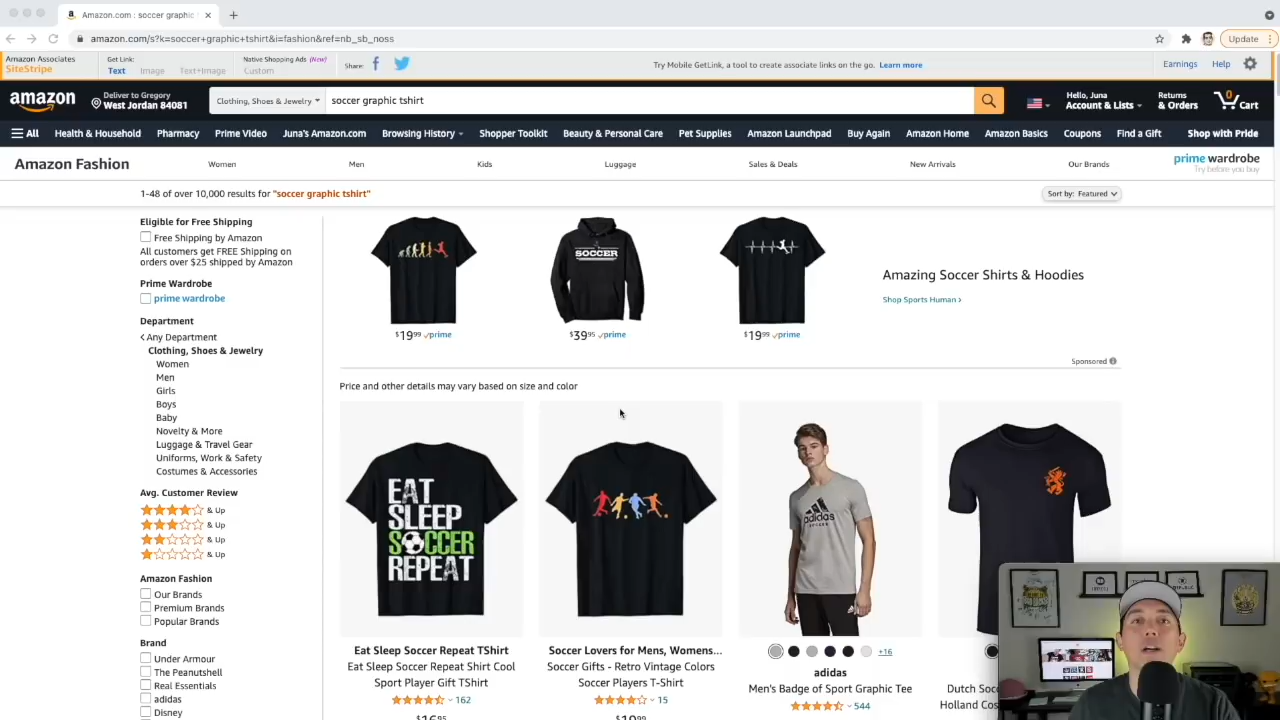 Amazon.com : soccer graphic
amazon.com/s?k=soccer+graphic+tshirt&i=fashion&ref=nb_sb_noss
Update
Amazon Associates
SiteStripe
Get Link:
Text Image Text+Image
Native Shopping Ads (New)
Custom
Share:
Try Mobile GetLink, a tool to create associate links on the go. Learn more
Earnings Help
amazon
Deliver to Gregory
West Jordan 84081
Clothing, Shoes & Jewelry
soccer graphic tshirt
Hello, Juna
Account & Lists
Returns
& Orders
0
Cart
All Health & Household Pharmacy Prime Video Juna's Amazon.com Browsing History Shopper Toolkit Beauty & Personal Care Pet Supplies Amazon Launchpad Buy Again Amazon Home Amazon Basics Coupons Find a Gift Shop with Pride
Amazon Fashion
Women Men Kids Luggage Sales & Deals New Arrivals Our Brands
prime wardrobe
Try before you buy
1-48 of over 10,000 results for "soccer graphic tshirt"
Sort by: Featured
Eligible for Free Shipping
Free Shipping by Amazon
All customers get FREE Shipping on
orders over $25 shipped by Amazon
Prime Wardrobe
prime wardrobe
Department
Any Department
Clothing, Shoes & Jewelry
Women
Men
Girls
Boys
Baby
Novelty & More
Luggage & Travel Gear
Uniforms, Work & Safety
Costumes & Accessories
Avg. Customer Review
& Up
& Up
& Up
& Up
Amazon Fashion
Our Brands
Premium Brands
Popular Brands
Brand
Under Armour
The Peanutshell
Real Essentials
adidas
Disney
SOCCER
$19.99 prime
$39.95 prime
$19.99 prime
Amazing Soccer Shirts & Hoodies
Shop Sports Human ›
Sponsored
Price and other details may vary based on size and color
EAT
SLEEP
SOCCER
REPEAT
Eat Sleep Soccer Repeat TShirt
Eat Sleep Soccer Repeat Shirt Cool
Sport Player Gift TShirt
162
$16.95
Soccer Lovers for Mens, Womens...
Soccer Gifts - Retro Vintage Colors
Soccer Players T-Shirt
15
$19.99
adidas
+16
adidas
Men's Badge of Sport Graphic Tee
544
Dutch Soc
Holland Cos